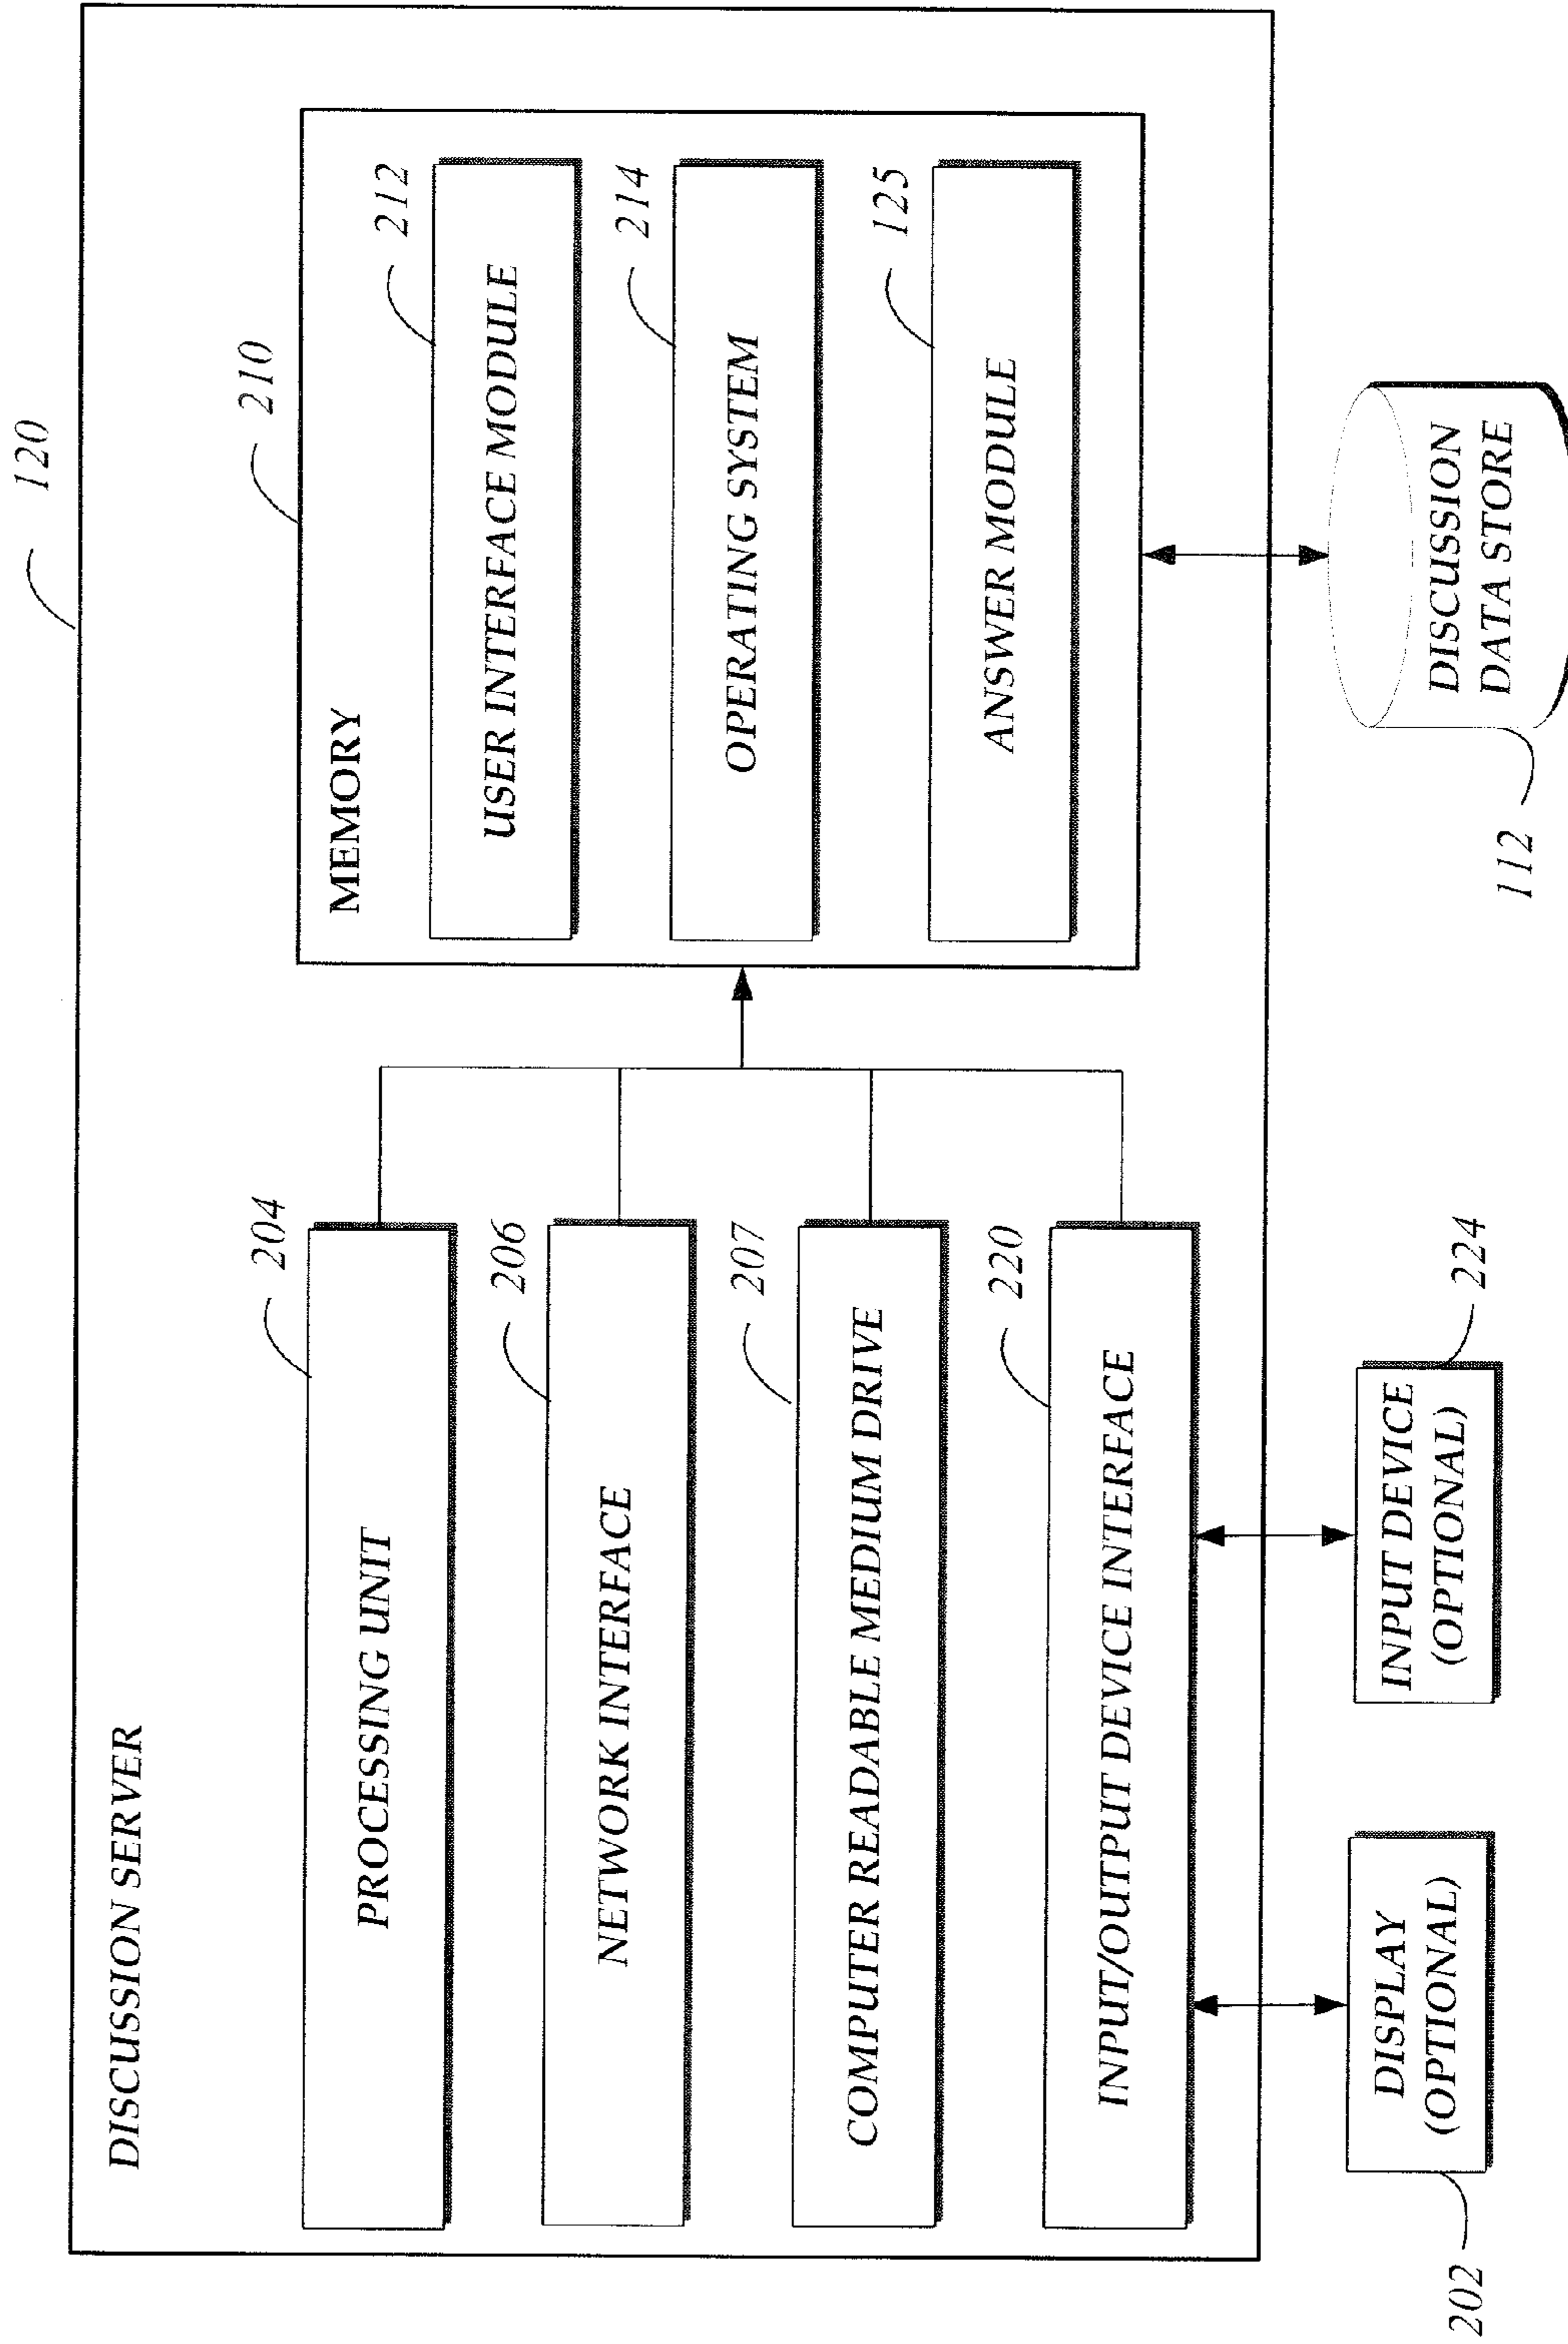 120
DISCUSSION SERVER
210
MEMORY
204
PROCESSING UNIT
212
USER INTERFACE MODULE
206
NETWORK INTERFACE
214
OPERATING SYSTEM
207
COMPUTER READABLE MEDIUM DRIVE
125
ANSWER MODULE
220
INPUT/OUTPUT DEVICE INTERFACE
202
DISPLAY
(OPTIONAL)
INPUT DEVICE
(OPTIONAL)
224
112
DISCUSSION
DATA STORE